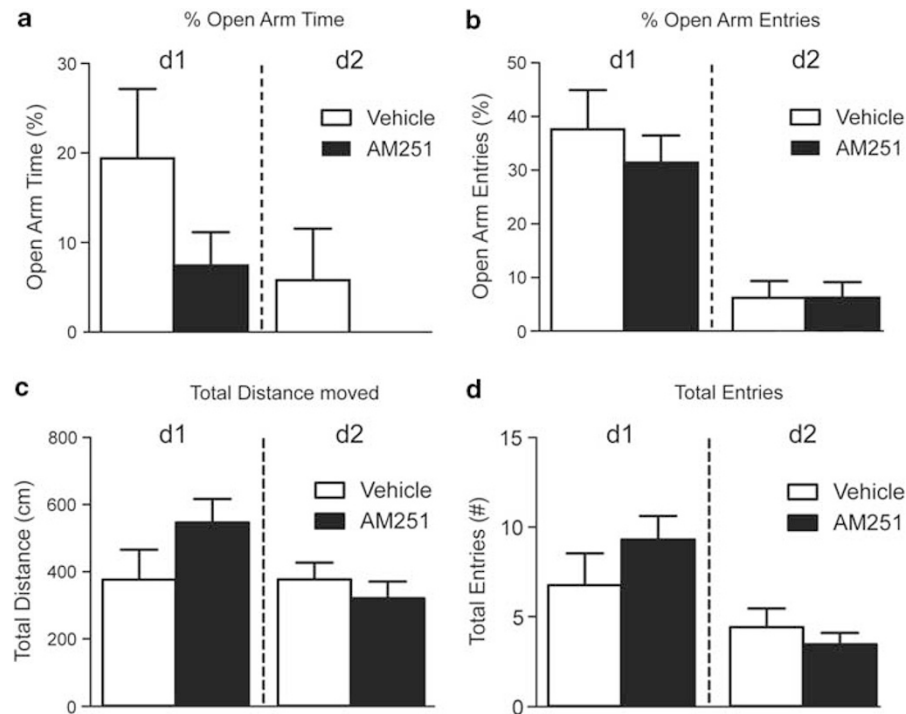 a % Open Arm Time
d1 d2
Vehicle
AM251
Open Arm Time (%)
30
20
10
0
b % Open Arm Entries
d1 d2
Vehicle
AM251
Open Arm Entries (%)
50
40
30
20
10
0
c Total Distance moved
d1 d2
Vehicle
AM251
Total Distance (cm)
800
600
400
200
0
d Total Entries
d1 d2
Vehicle
AM251
Total Entries (#)
15
10
5
0